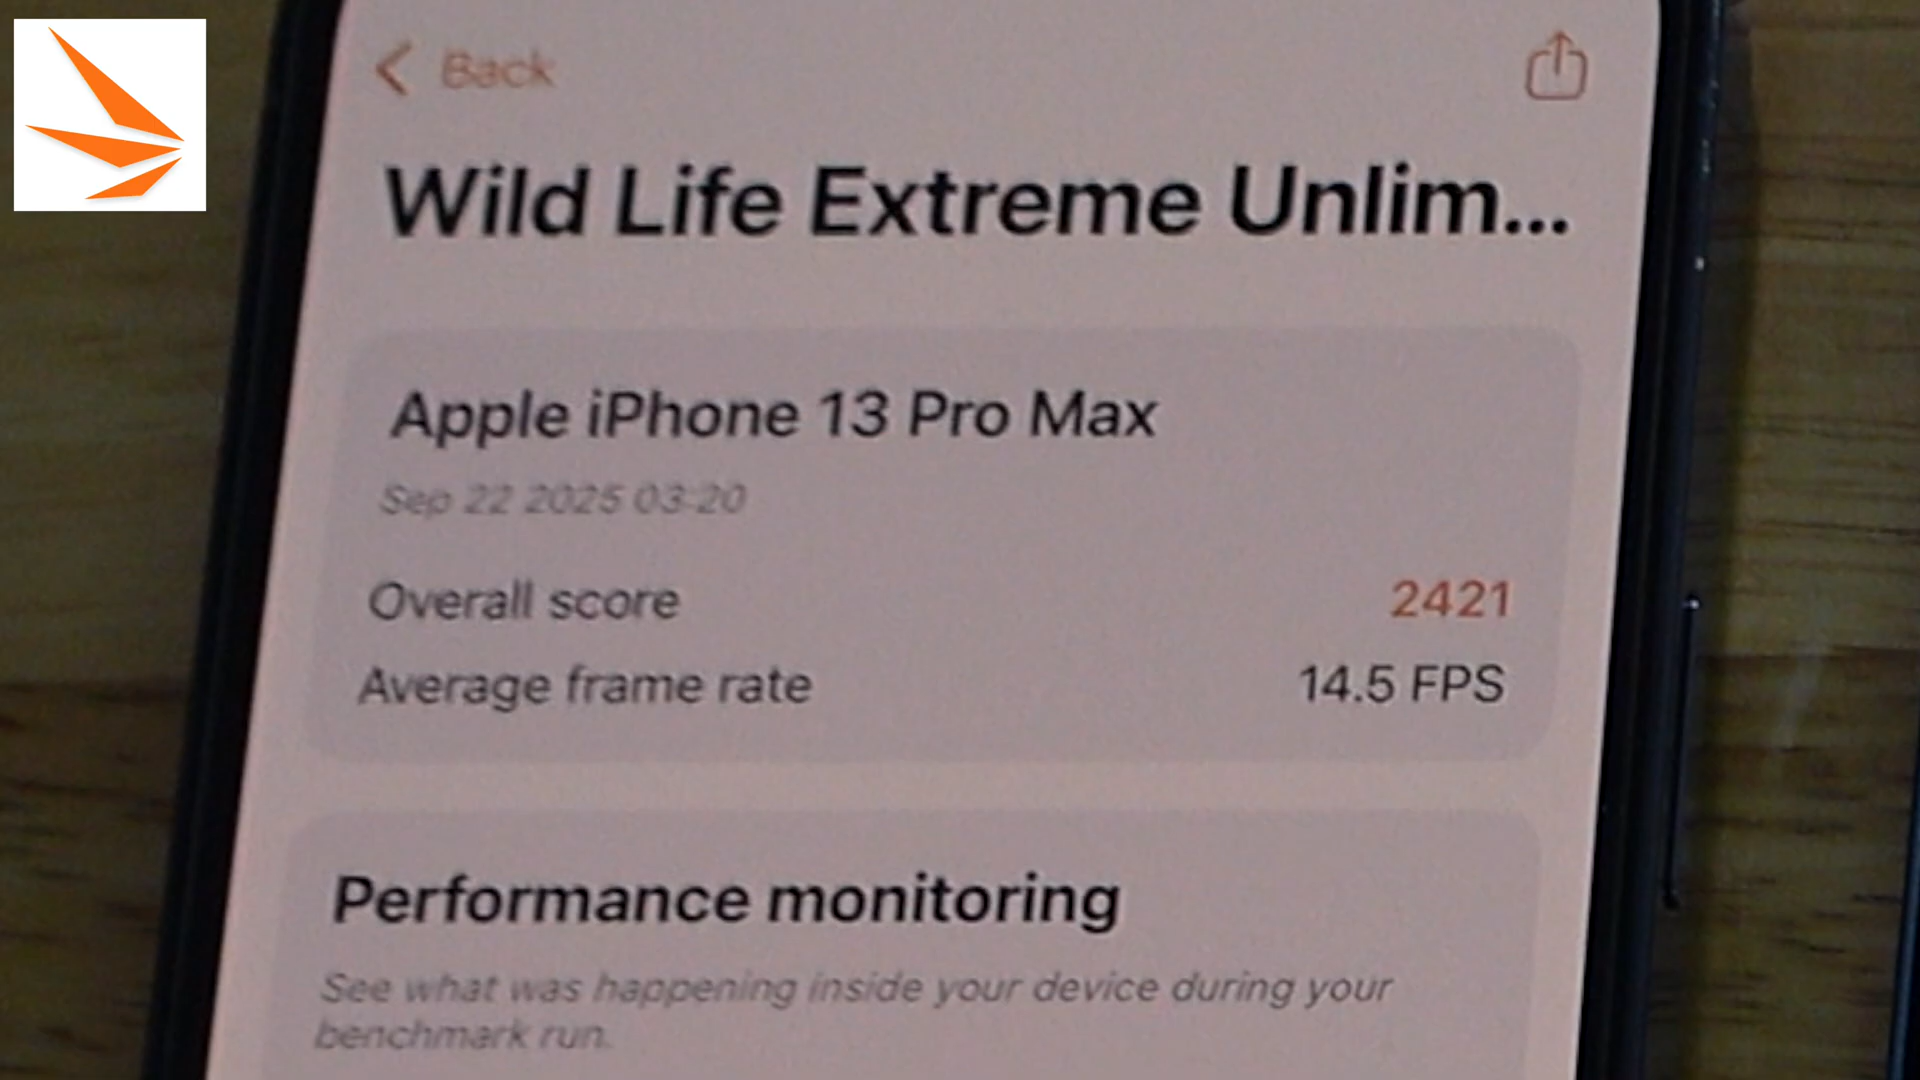 Back
Wild Life Extreme Unlim...
Apple iPhone 13 Pro Max
Sep 22 2025 03:20
Overall score 2421
Average frame rate 14.5 FPS
Performance monitoring
See what was happening inside your device during your
benchmark run.